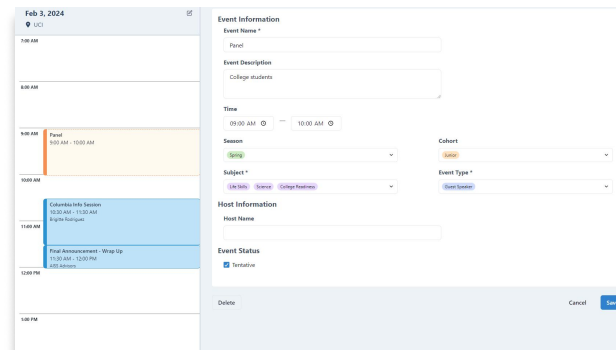 Feb 3, 2024
UCI
7:00 AM
8:00 AM
9:00 AM
Panel
9:00 AM - 10:00 AM
10:00 AM
Columbia Info Session
10:30 AM - 11:30 AM
Brigitte Rodriguez
11:00 AM
Final Announcement - Wrap Up
11:30 AM - 12:00 PM
12:00 PM
1:00 PM
Event Information
Event Name *
Panel
Event Description
College students
Time
09:00 AM — 10:00 AM
Season Cohort
Spring Junior
Subject * Event Type *
Life Skills Science College Readiness Guest Speaker
Host Information
Host Name
Event Status
Tentative
Delete Cancel Save